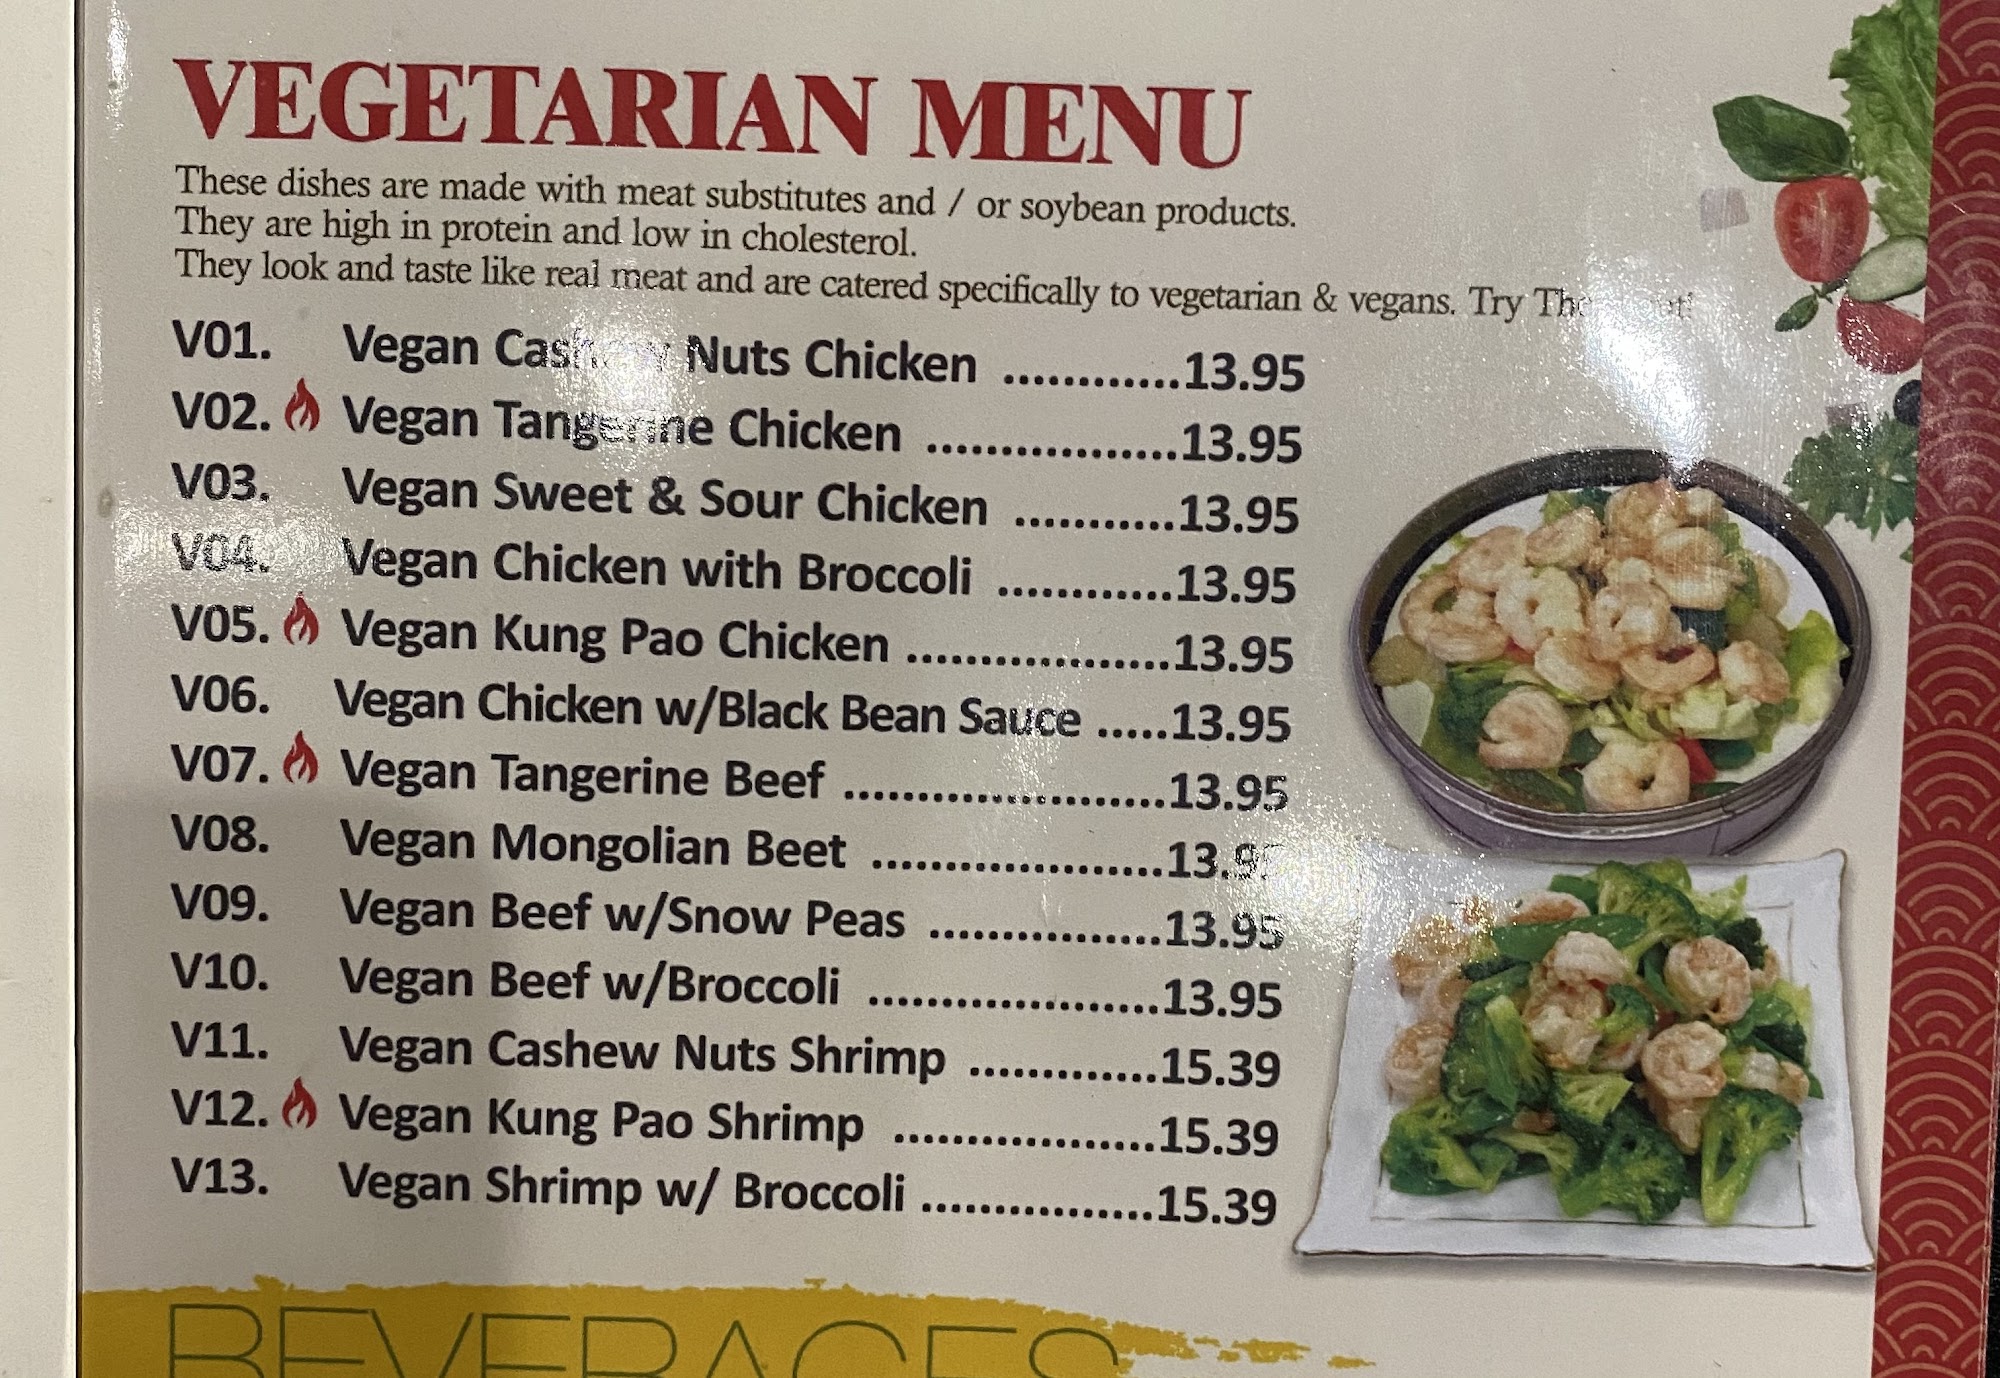 VEGETARIAN MENU
These dishes are made with meat substitutes and / or soybean products.
They are high in protein and low in cholesterol.
They look and taste like real meat and are catered specifically to vegetarian & vegans. Try
V01. Vegan Cashew Nuts Chicken ............13.95
V02. Vegan Tangerine Chicken .................13.95
V03. Vegan Sweet & Sour Chicken ...........13.95
V04. Vegan Chicken with Broccoli ............13.95
V05. Vegan Kung Pao Chicken ..................13.95
V06. Vegan Chicken w/Black Bean Sauce .....13.95
V07. Vegan Tangerine Beef ......................13.95
V08. Vegan Mongolian Beet ....................
V09. Vegan Beef w/Snow Peas ................13.95
V10. Vegan Beef w/Broccoli ....................13.95
V11. Vegan Cashew Nuts Shrimp .............15.39
V12. Vegan Kung Pao Shrimp ..................15.39
V13. Vegan Shrimp w/ Broccoli ................15.39
BEVERAGES